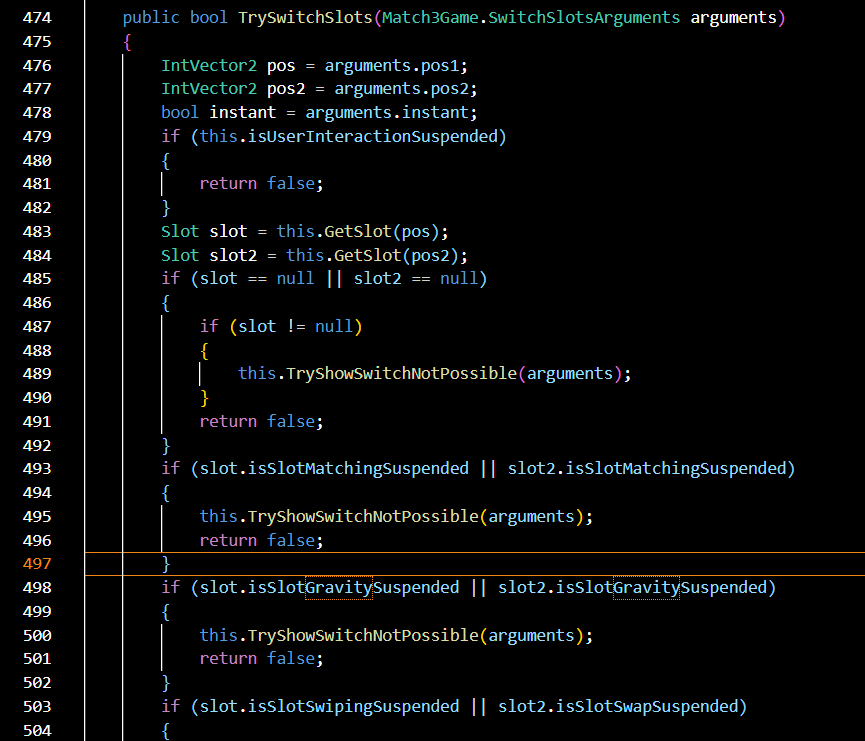 474 public bool TrySwitchSlots(Match3Game.SwitchSlotsArguments arguments)
475 {
476 IntVector2 pos = arguments.pos1;
477 IntVector2 pos2 = arguments.pos2;
478 bool instant = arguments.instant;
479 if (this.isUserInteractionSuspended)
480 {
481 return false;
482 }
483 Slot slot = this.GetSlot(pos);
484 Slot slot2 = this.GetSlot(pos2);
485 if (slot == null || slot2 == null)
486 {
487 if (slot != null)
488 {
489 this.TryShowSwitchNotPossible(arguments);
490 }
491 return false;
492 }
493 if (slot.isSlotMatchingSuspended || slot2.isSlotMatchingSuspended)
494 {
495 this.TryShowSwitchNotPossible(arguments);
496 return false;
497 }
498 if (slot.isSlotGravitySuspended || slot2.isSlotGravitySuspended)
499 {
500 this.TryShowSwitchNotPossible(arguments);
501 return false;
502 }
503 if (slot.isSlotSwipingSuspended || slot2.isSlotSwapSuspended)
504 {